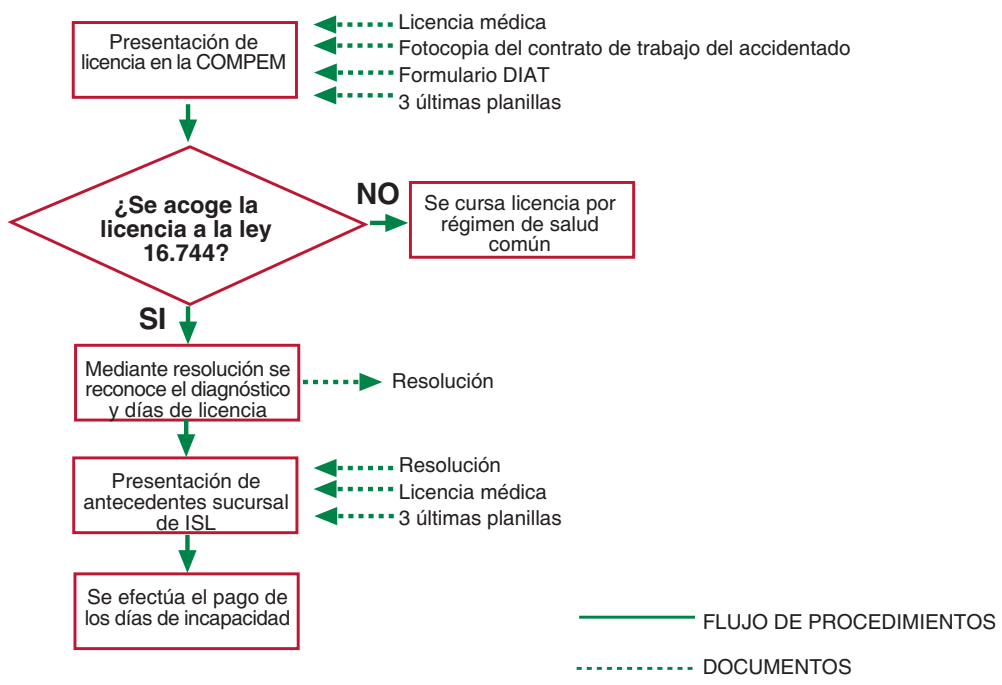 Presentación de
licencia en la COMPEM
Licencia médica
Fotocopia del contrato de trabajo del accidentado
Formulario DIAT
3 últimas planillas
¿Se acoge la
licencia a la ley
16.744?
NO
Se cursa licencia por
régimen de salud
común
SI
Mediante resolución se
reconoce el diagnóstico
y días de licencia
Resolución
Presentación de
antecedentes sucursal
de ISL
Resolución
Licencia médica
3 últimas planillas
Se efectúa el pago de
los días de incapacidad
FLUJO DE PROCEDIMIENTOS
DOCUMENTOS